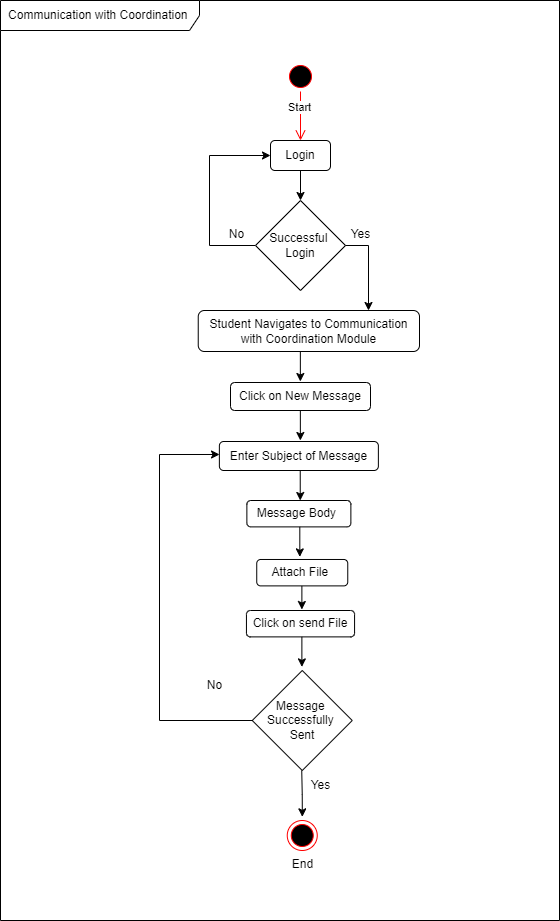 Communication with Coordination
Start
Login
Successful
Login
No
Yes
Student Navigates to Communication
with Coordination Module
Click on New Message
Enter Subject of Message
Message Body
Attach File
Click on send File
No
Message
Successfully
Sent
Yes
End